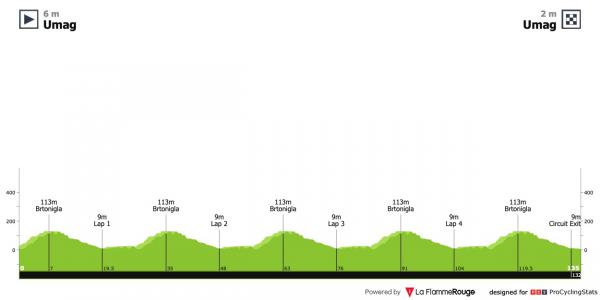 6 m
Umag
2 m
Umag
400
200
0
400
200
0
113m
Brtonigla
9m
Lap 1
113m
Brtonigla
9m
Lap 2
113m
Brtonigla
9m
Lap 3
113m
Brtonigla
9m
Lap 4
113m
Brtonigla
9m
Circuit Exit
0
7
19.5
35
48
63
76
91
104
119.5
132
135
Powered by La FlammeRouge designed for PCS ProCyclingStats